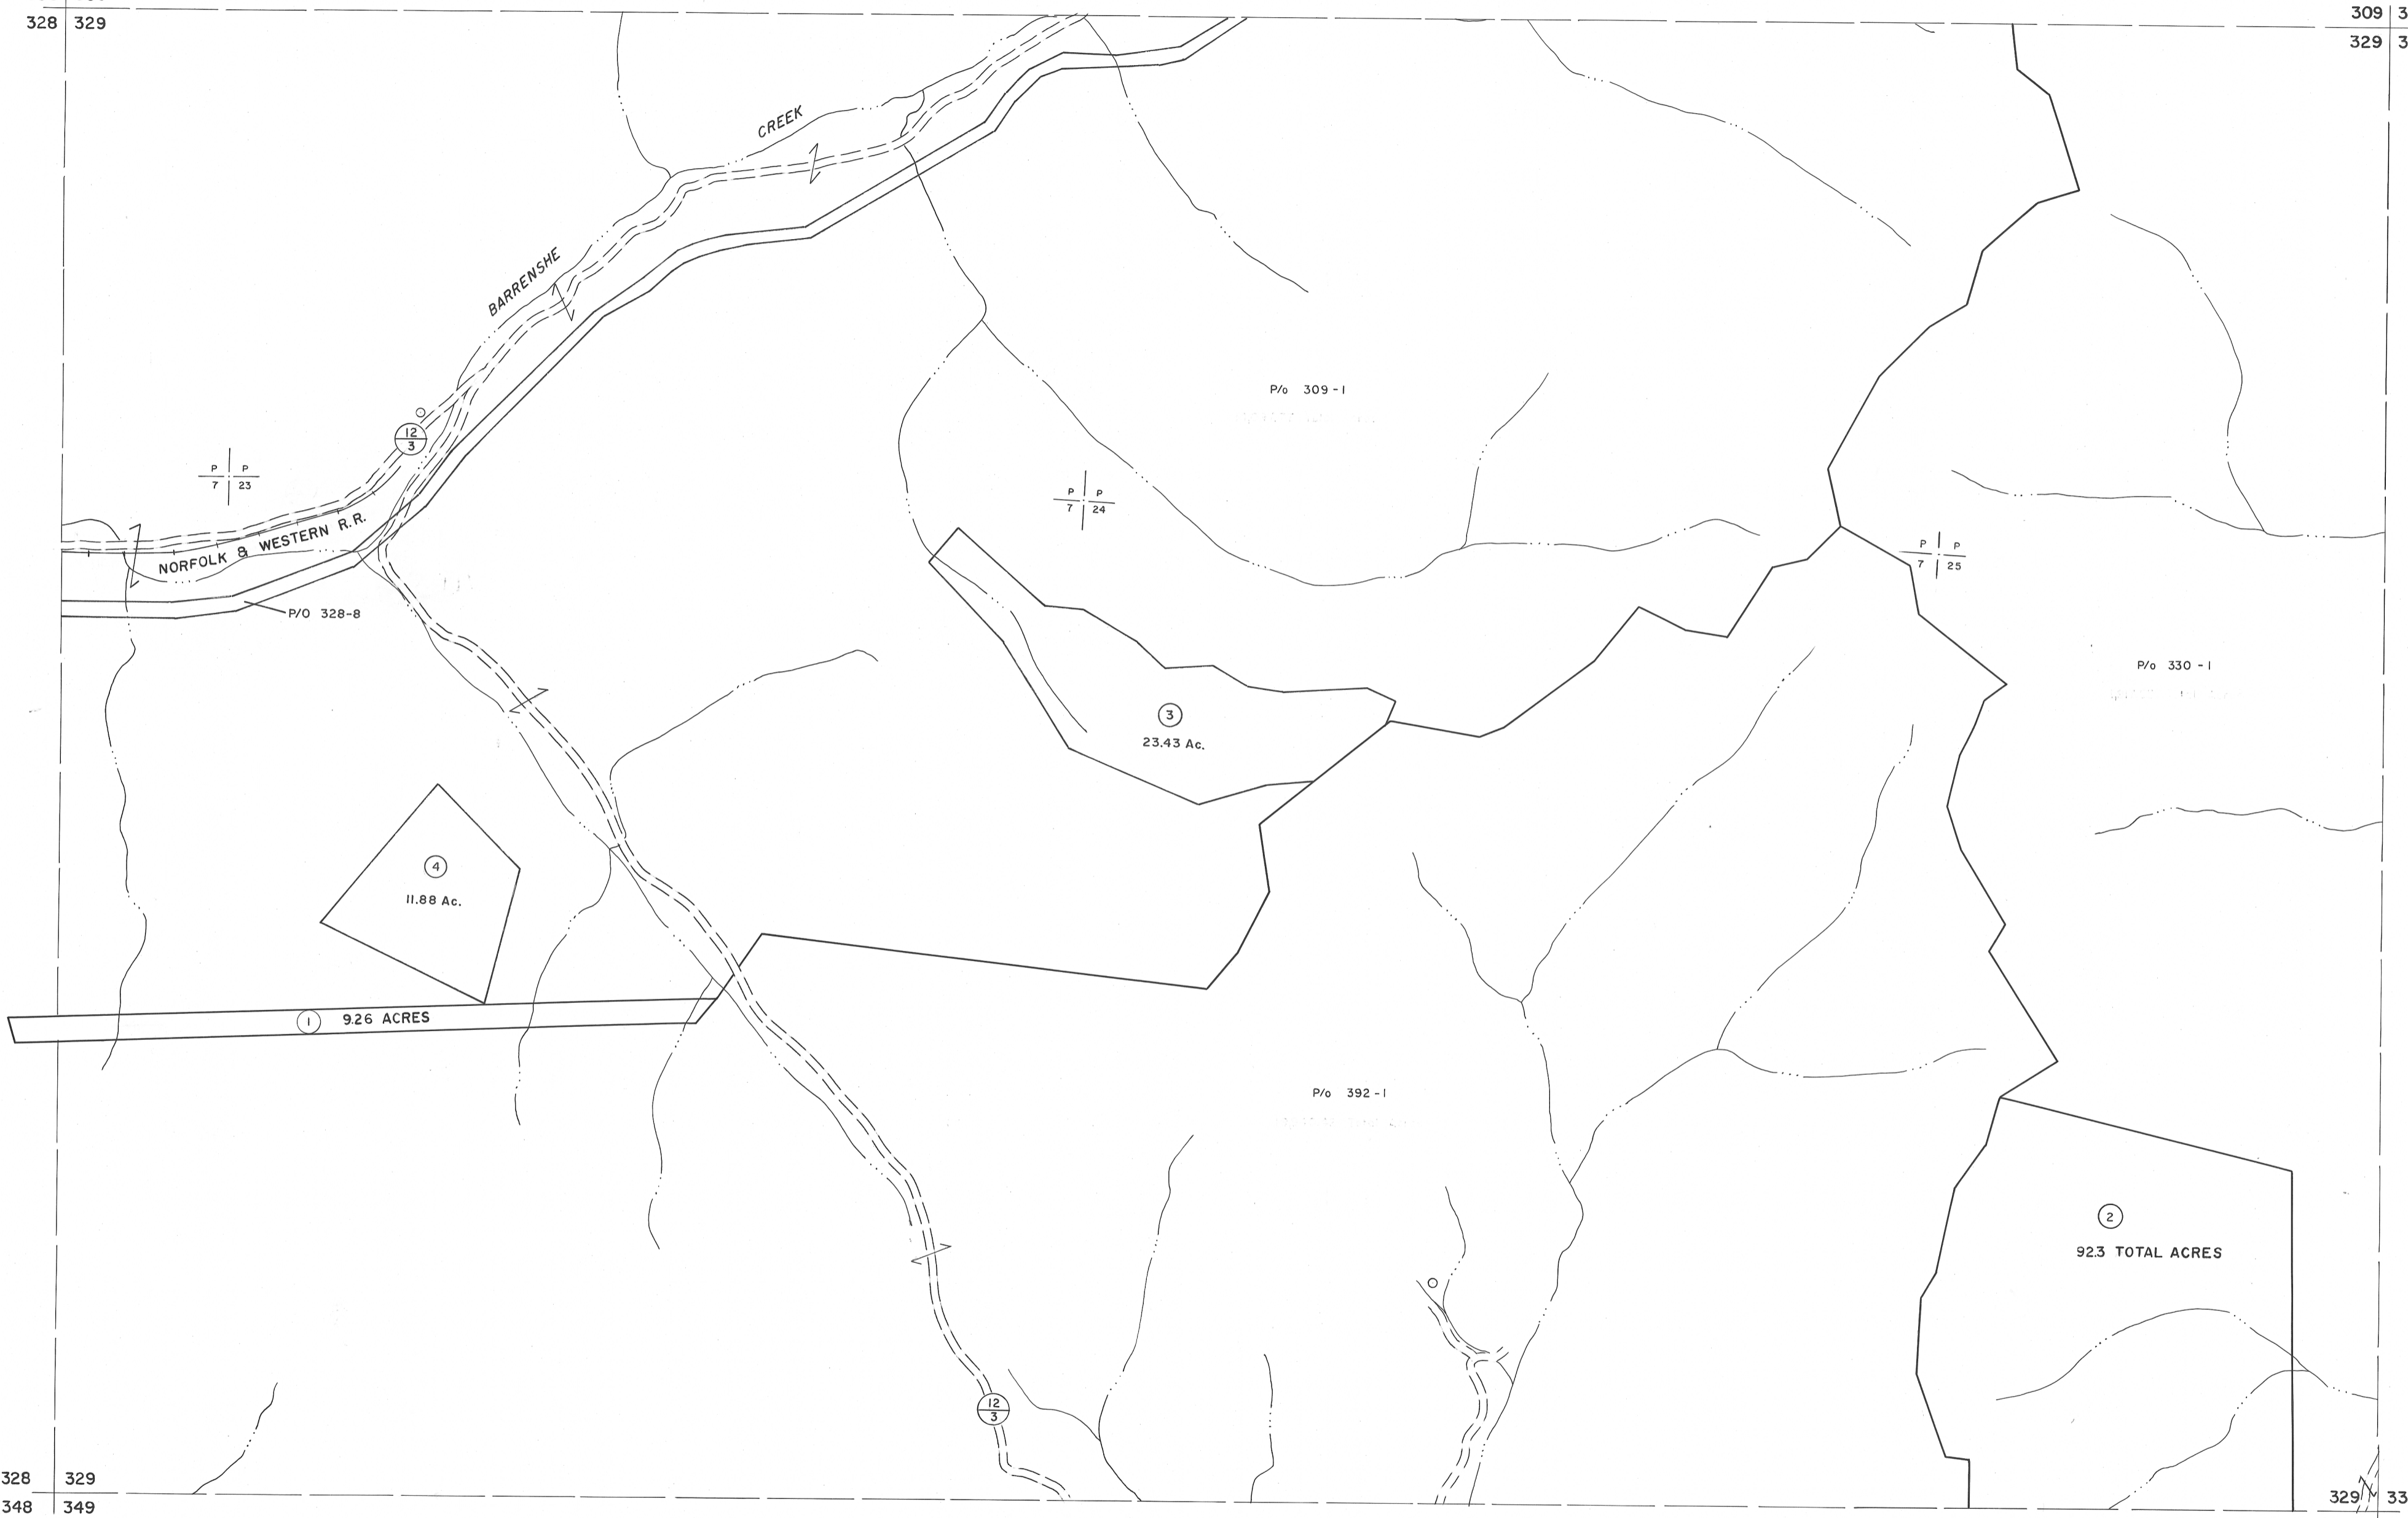 328 329
309 3
329 3
CREEK
BARRENSHE
P/o 309-1
12
3
P P
7 23
P P
7 24
NORFOLK & WESTERN R.R.
P P
7 25
P/O 328-8
P/o 330-1
3
23.43 Ac.
4
11.88 Ac.
1 9.26 ACRES
P/o 392-1
2
92.3 TOTAL ACRES
12
3
328 329
348 349
329 33